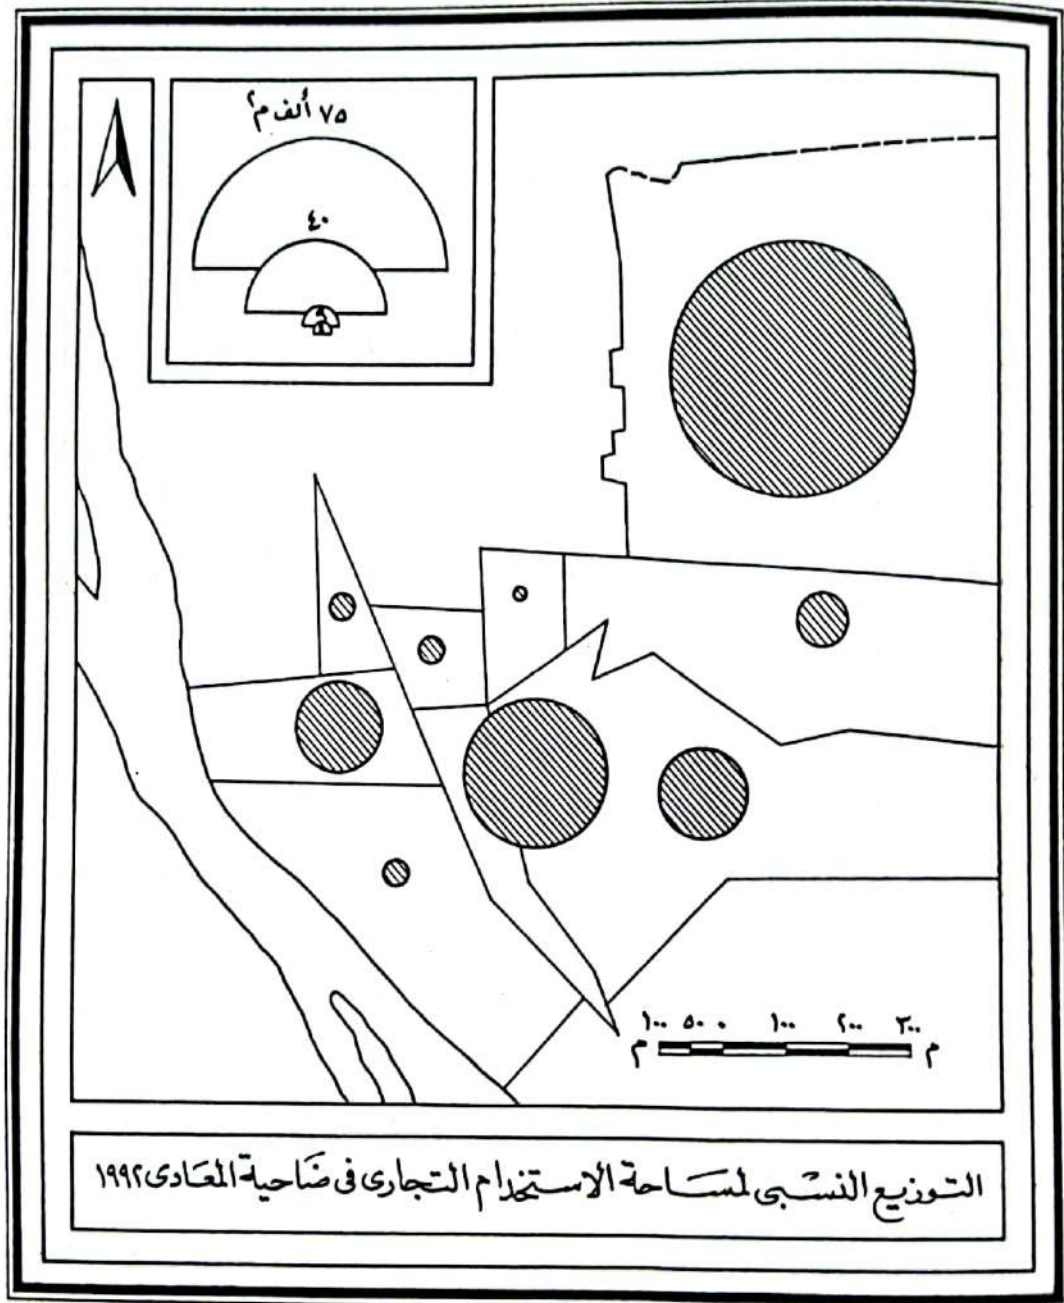 ٧٥ ألف م٢
٤٠
١٠٠ ٥٠ ٠ ١٠٠ ٢٠٠ ٣٠٠
م م
التوزيع النسبى لمساحة الاستخدام التجارى فى ضاحية المعادى ١٩٩٢